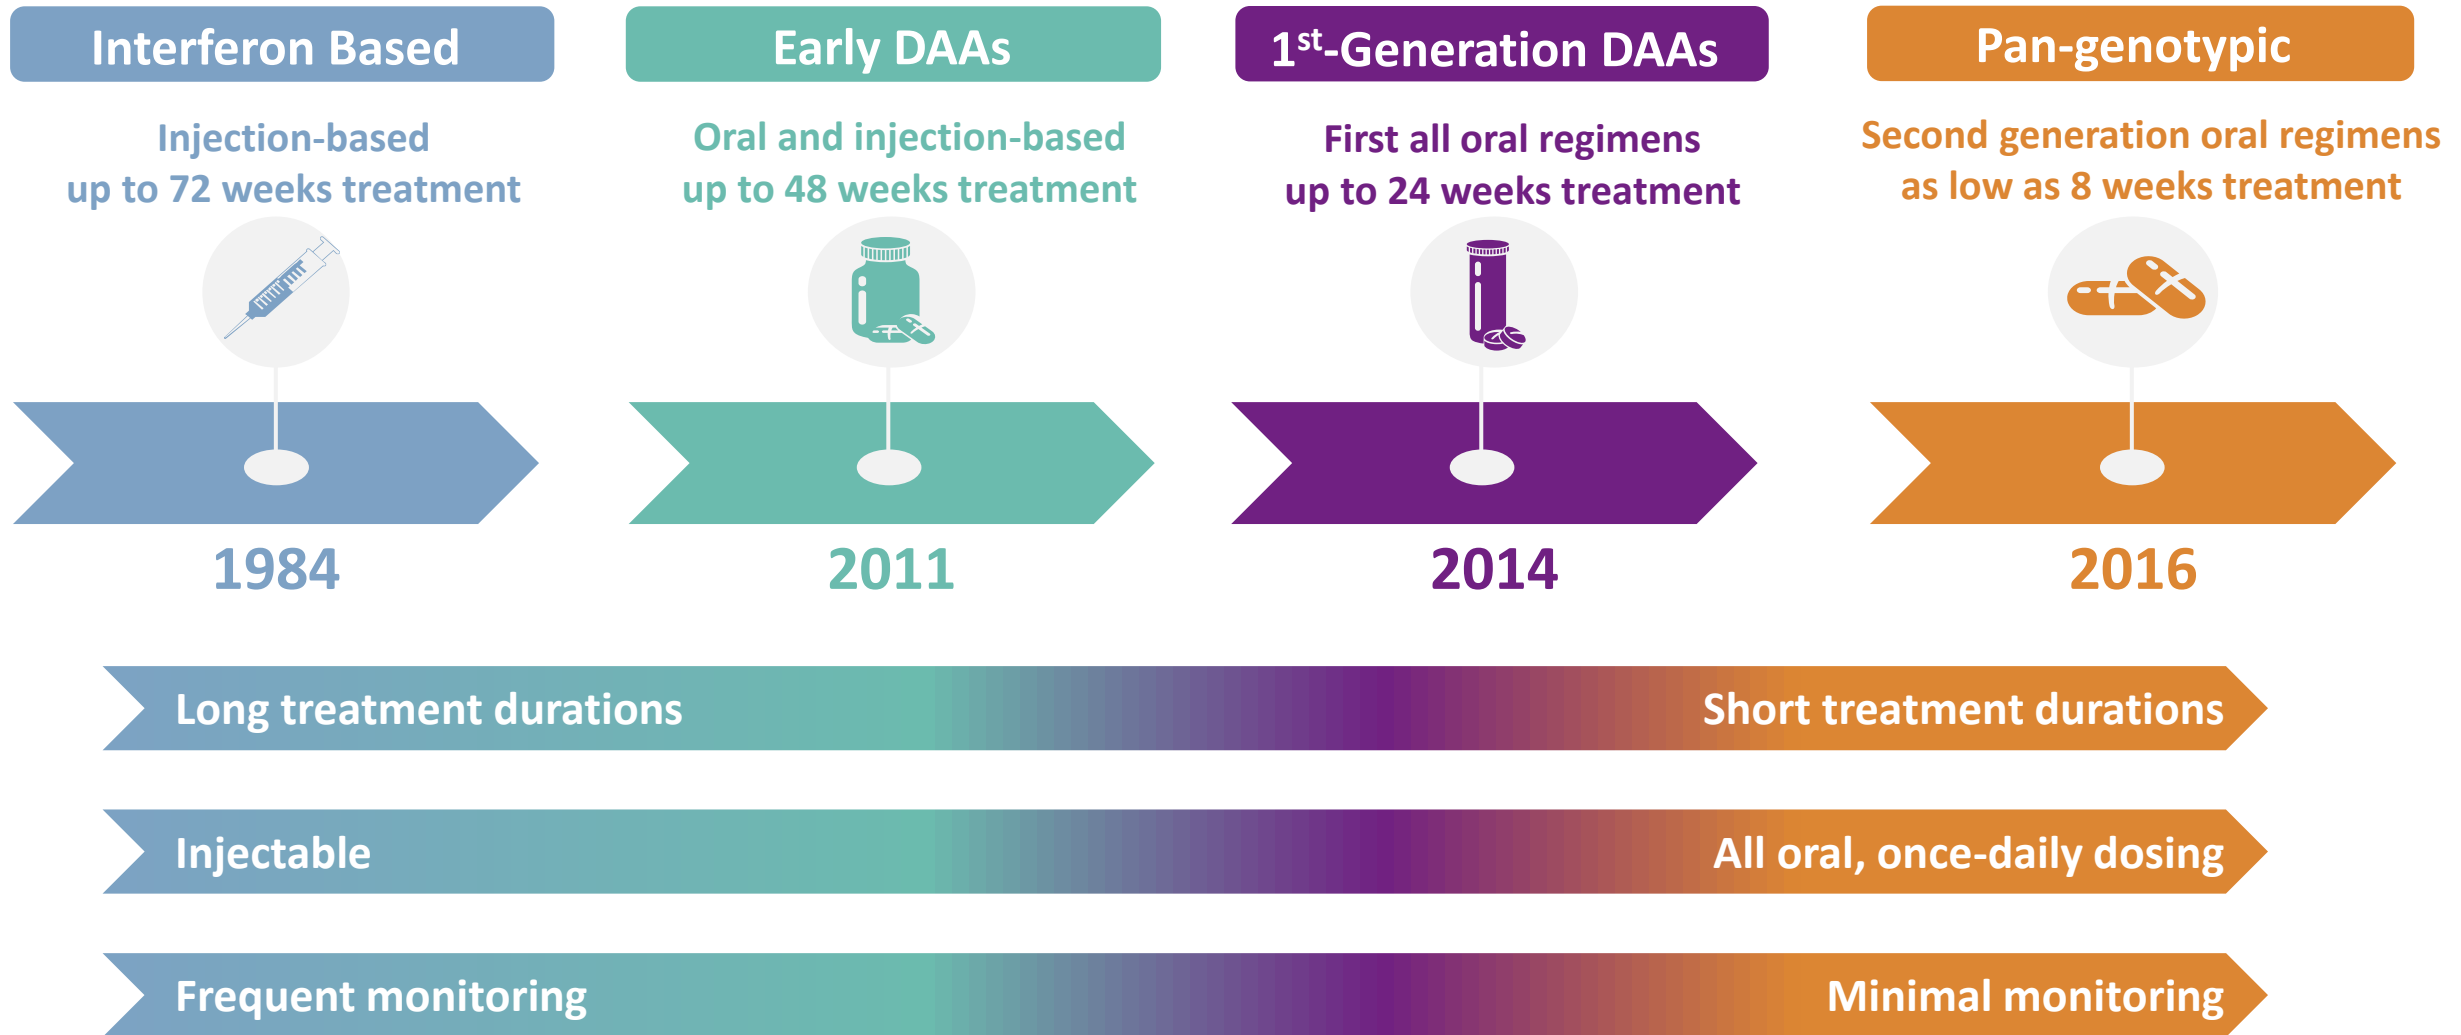 Interferon Based
Injection-based
up to 72 weeks treatment
1984
Early DAAs
Oral and injection-based
up to 48 weeks treatment
2011
1st-Generation DAAs
First all oral regimens
up to 24 weeks treatment
2014
Pan-genotypic
Second generation oral regimens
as low as 8 weeks treatment
2016
Long treatment durations
Short treatment durations
Injectable
All oral, once-daily dosing
Frequent monitoring
Minimal monitoring